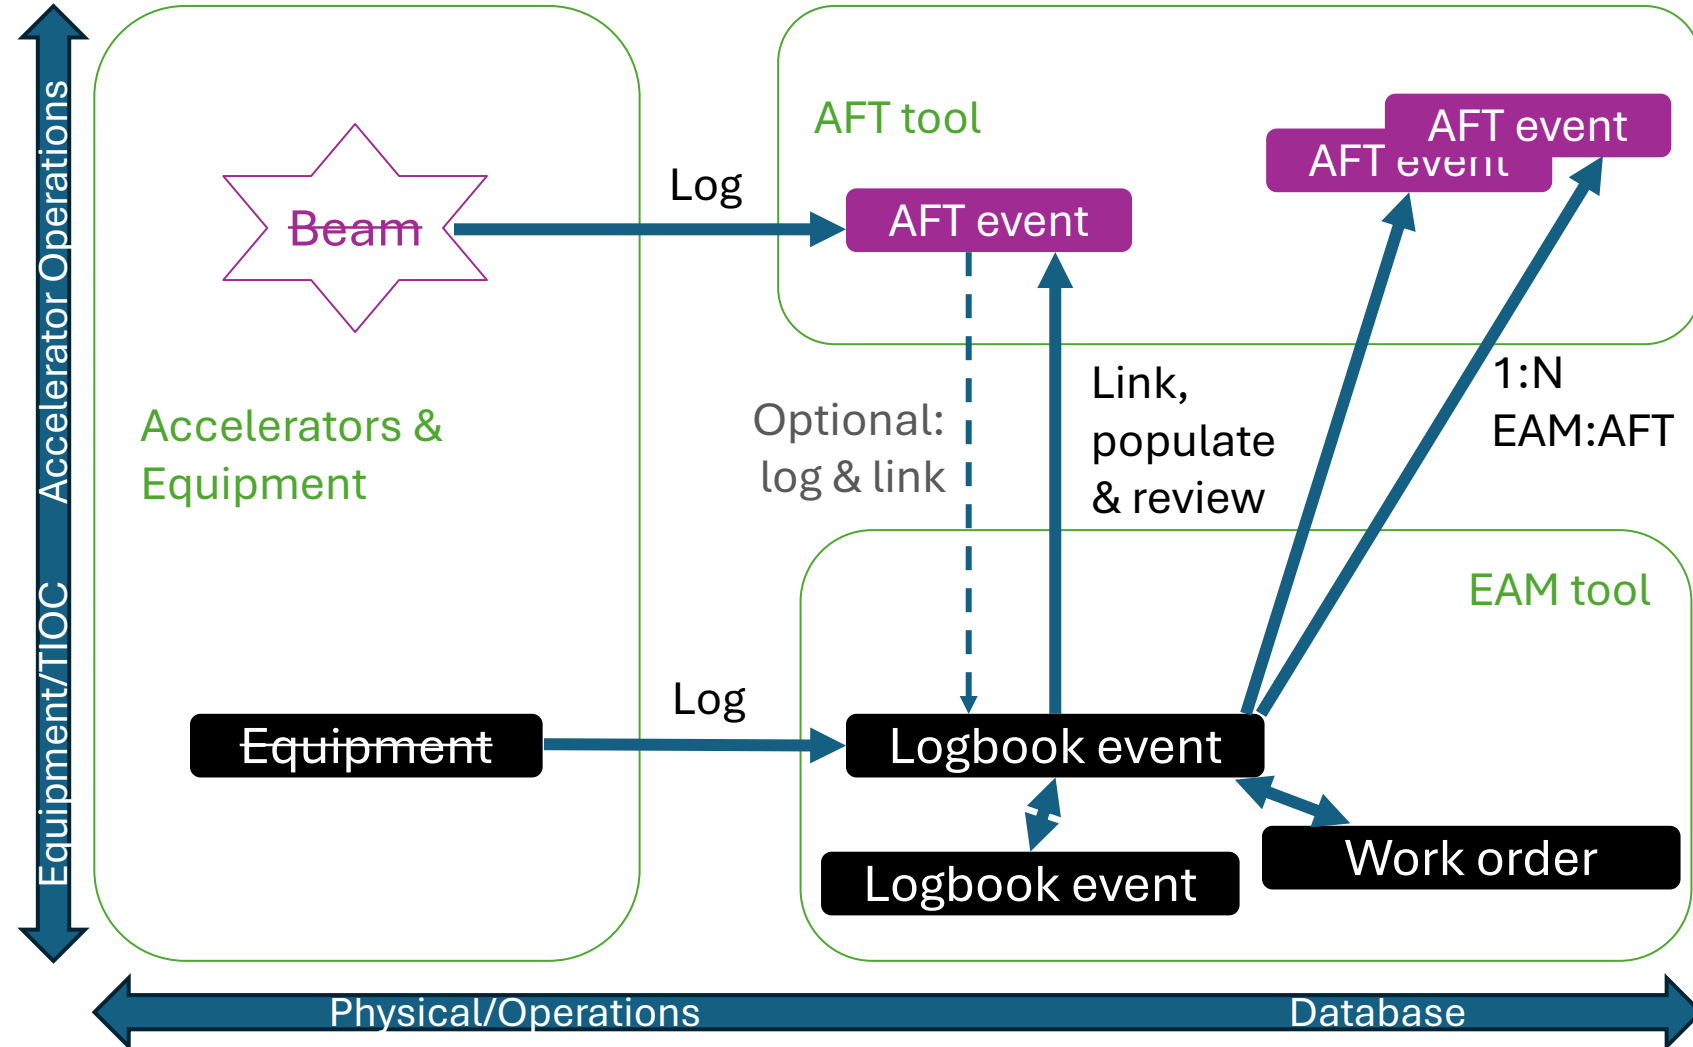 Accelerator Operations
Equipment/TIOC
AFT tool
AFT event
AFT event
Log
Beam
AFT event
Accelerators &
Equipment
Optional:
log & link
Link,
populate
& review
1:N
EAM:AFT
EAM tool
Log
Equipment
Logbook event
Logbook event
Work order
Physical/Operations
Database